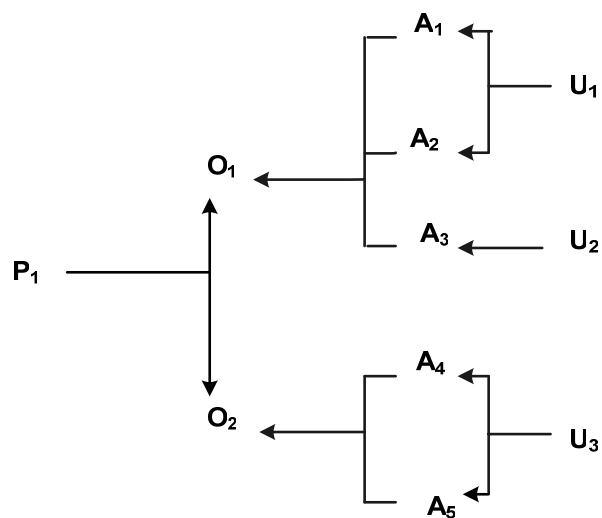 A₁
U₁
A₂
O₁
A₃
U₂
P₁
A₄
O₂
U₃
A₅